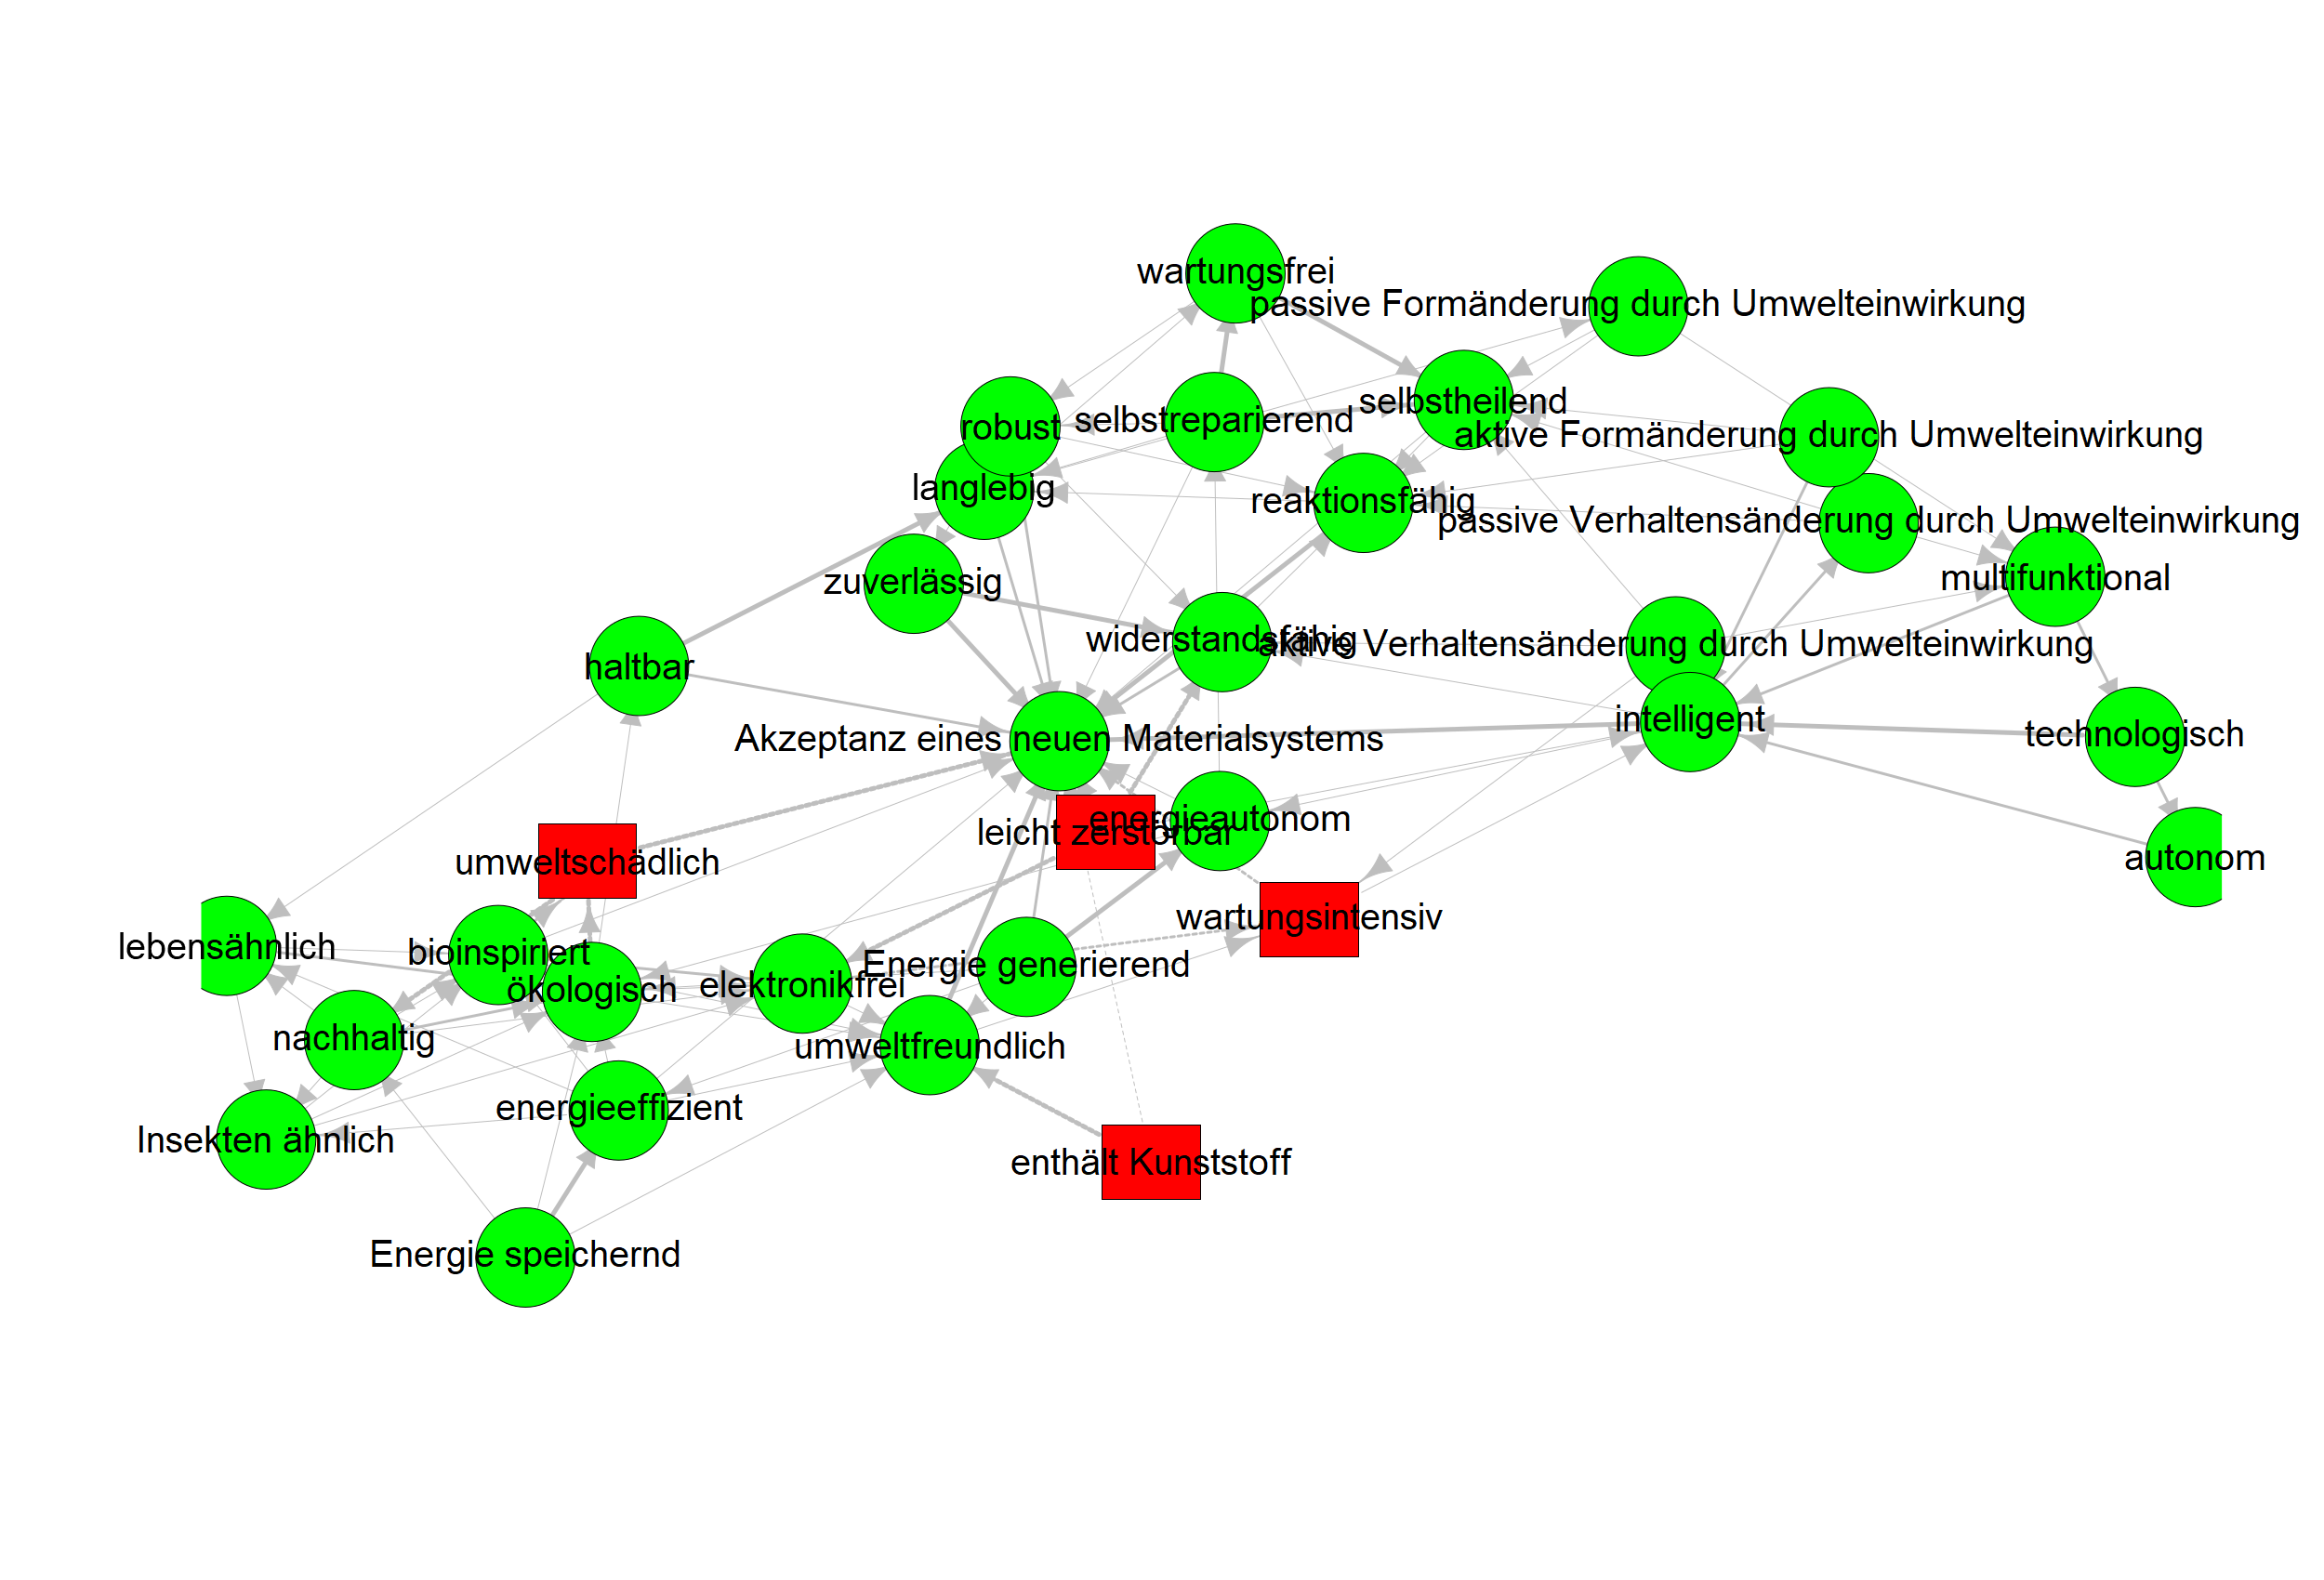 wartungsfrei
passive Formänderung durch Umwelteinwirkung
selbstheilend
selbstreparierend
robust
aktive Formänderung durch Umwelteinwirkung
langlebig
reaktionsfähig
passive Verhaltensänderung durch Umwelteinwirkung
zuverlässig
multifunktional
widerstandsfähig
aktive Verhaltensänderung durch Umwelteinwirkung
haltbar
intelligent
Akzeptanz eines neuen Materialsystems
technologisch
energieautonom
leicht zerstörbar
umweltschädlich
autonom
wartungsintensiv
lebensähnlich
bioinspiriert
Energie generierend
ökologisch
elektronikfrei
nachhaltig
umweltfreundlich
energieeffizient
Insekten ähnlich
enthält Kunststoff
Energie speichernd